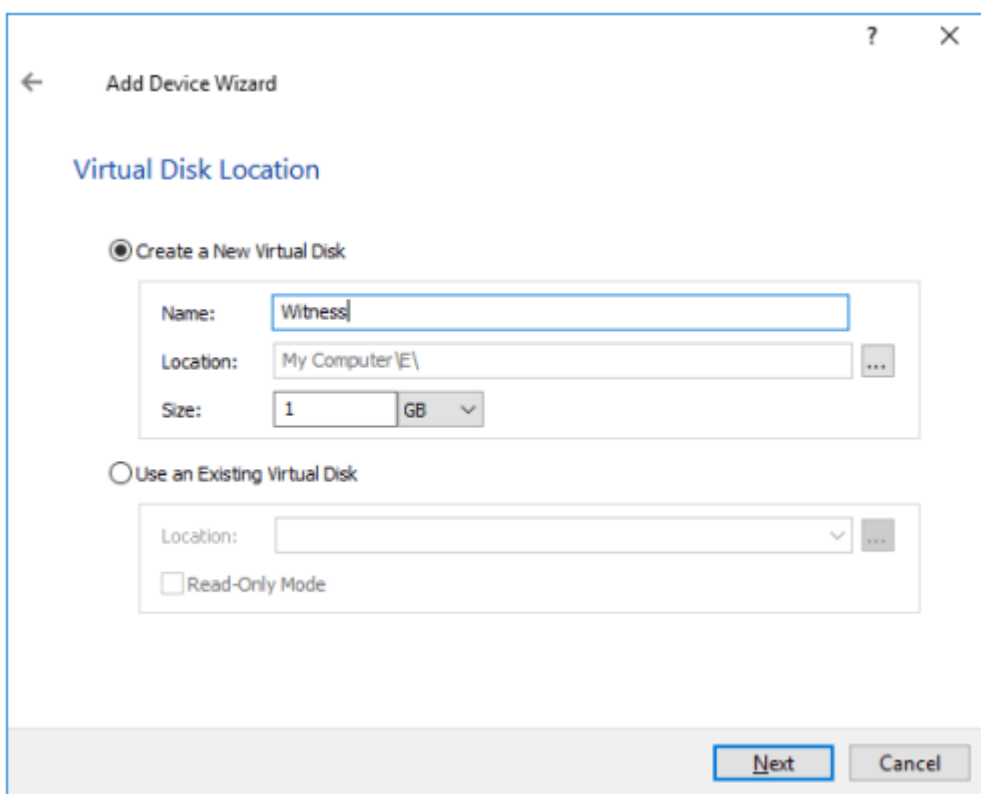 ?
Add Device Wizard
Virtual Disk Location
Create a New Virtual Disk
Name: Witness
Location: My Computer\E\ ...
Size: 1 GB
Use an Existing Virtual Disk
Location: ...
Read-Only Mode
Next Cancel